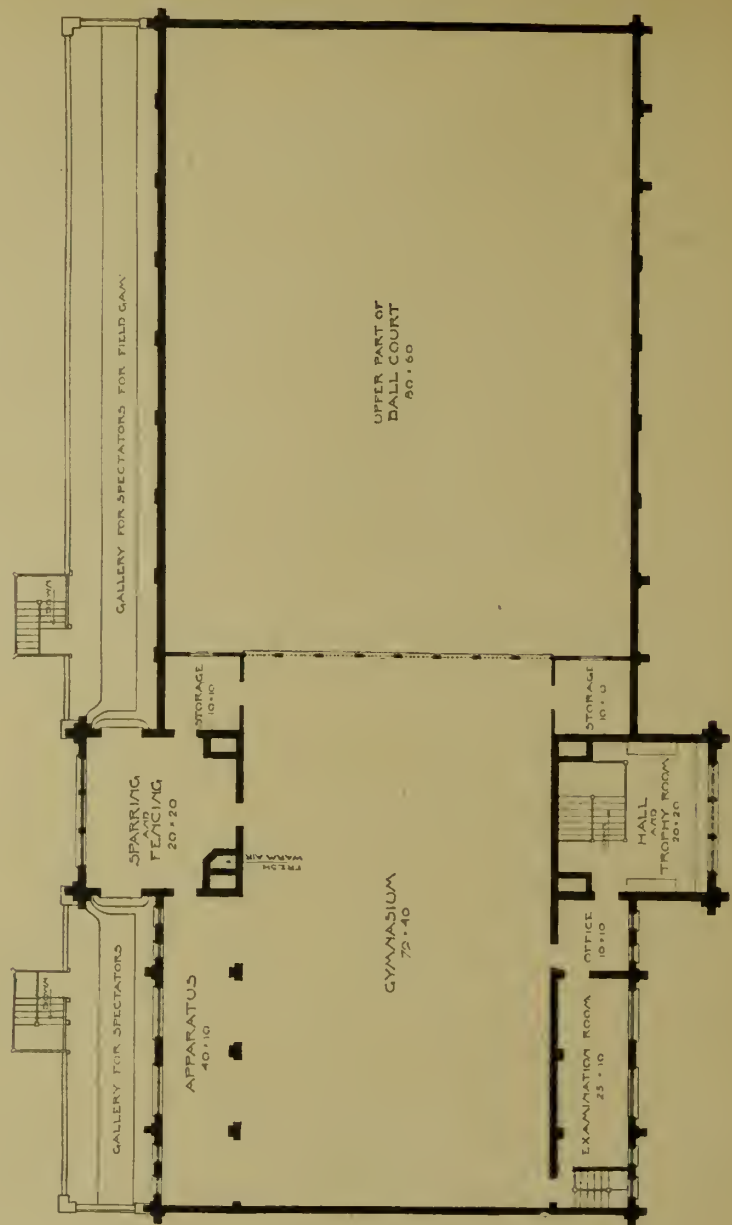 GALLERY FOR SPECTATORS FOR FIELD GAM
DOWN
UPPER PART OF
BALL COURT
80 · 60
STORAGE
10 · 10
STORAGE
10 · 0
SPARRING
AND
FENCING
20 × 20
FRESH
WARM AIR
HALL
AND
TROPHY ROOM
20 × 20
GALLERY FOR SPECTATORS
DOWN
APPARATUS
40 · 10
GYMNASIUM
72 · 40
OFFICE
10 × 10
EXAMINATION ROOM
25 · 10